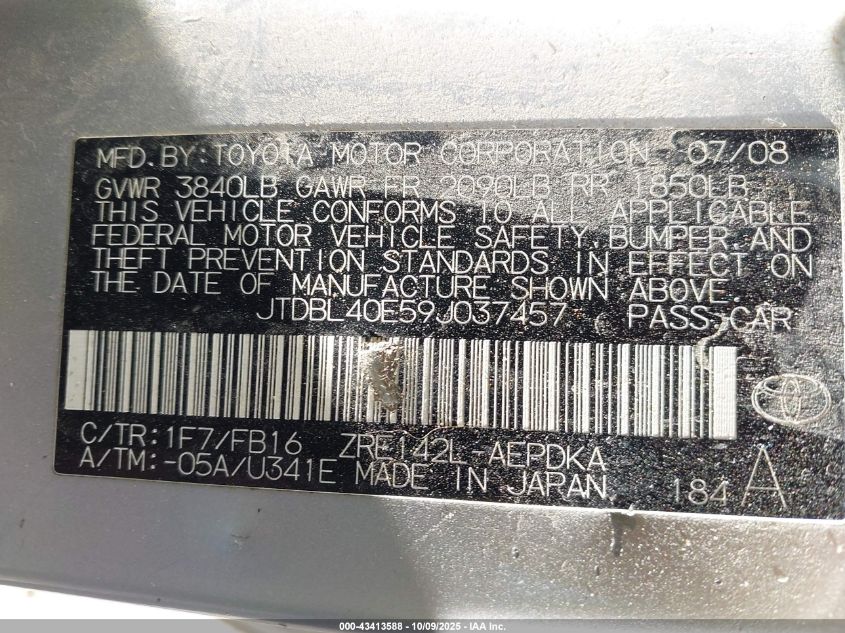 MFD. BY: TOYOTA MOTOR CORPORATION 07/08
GVWR 3840LB GAWR FR 2090LB RR 1850LB
THIS VEHICLE CONFORMS TO ALL APPLICABLE
FEDERAL MOTOR VEHICLE SAFETY, BUMPER, AND
THEFT PREVENTION STANDARDS IN EFFECT ON
THE DATE OF MANUFACTURE SHOWN ABOVE.
JTDBL40E59J037457 PASS.CAR
C/TR:1F7/FB16 ZRE142L-AEPDKA
A/TM:-05A/U341E MADE IN JAPAN. 184 A
000-43413588 - 10/09/2025 - IAA, Inc.